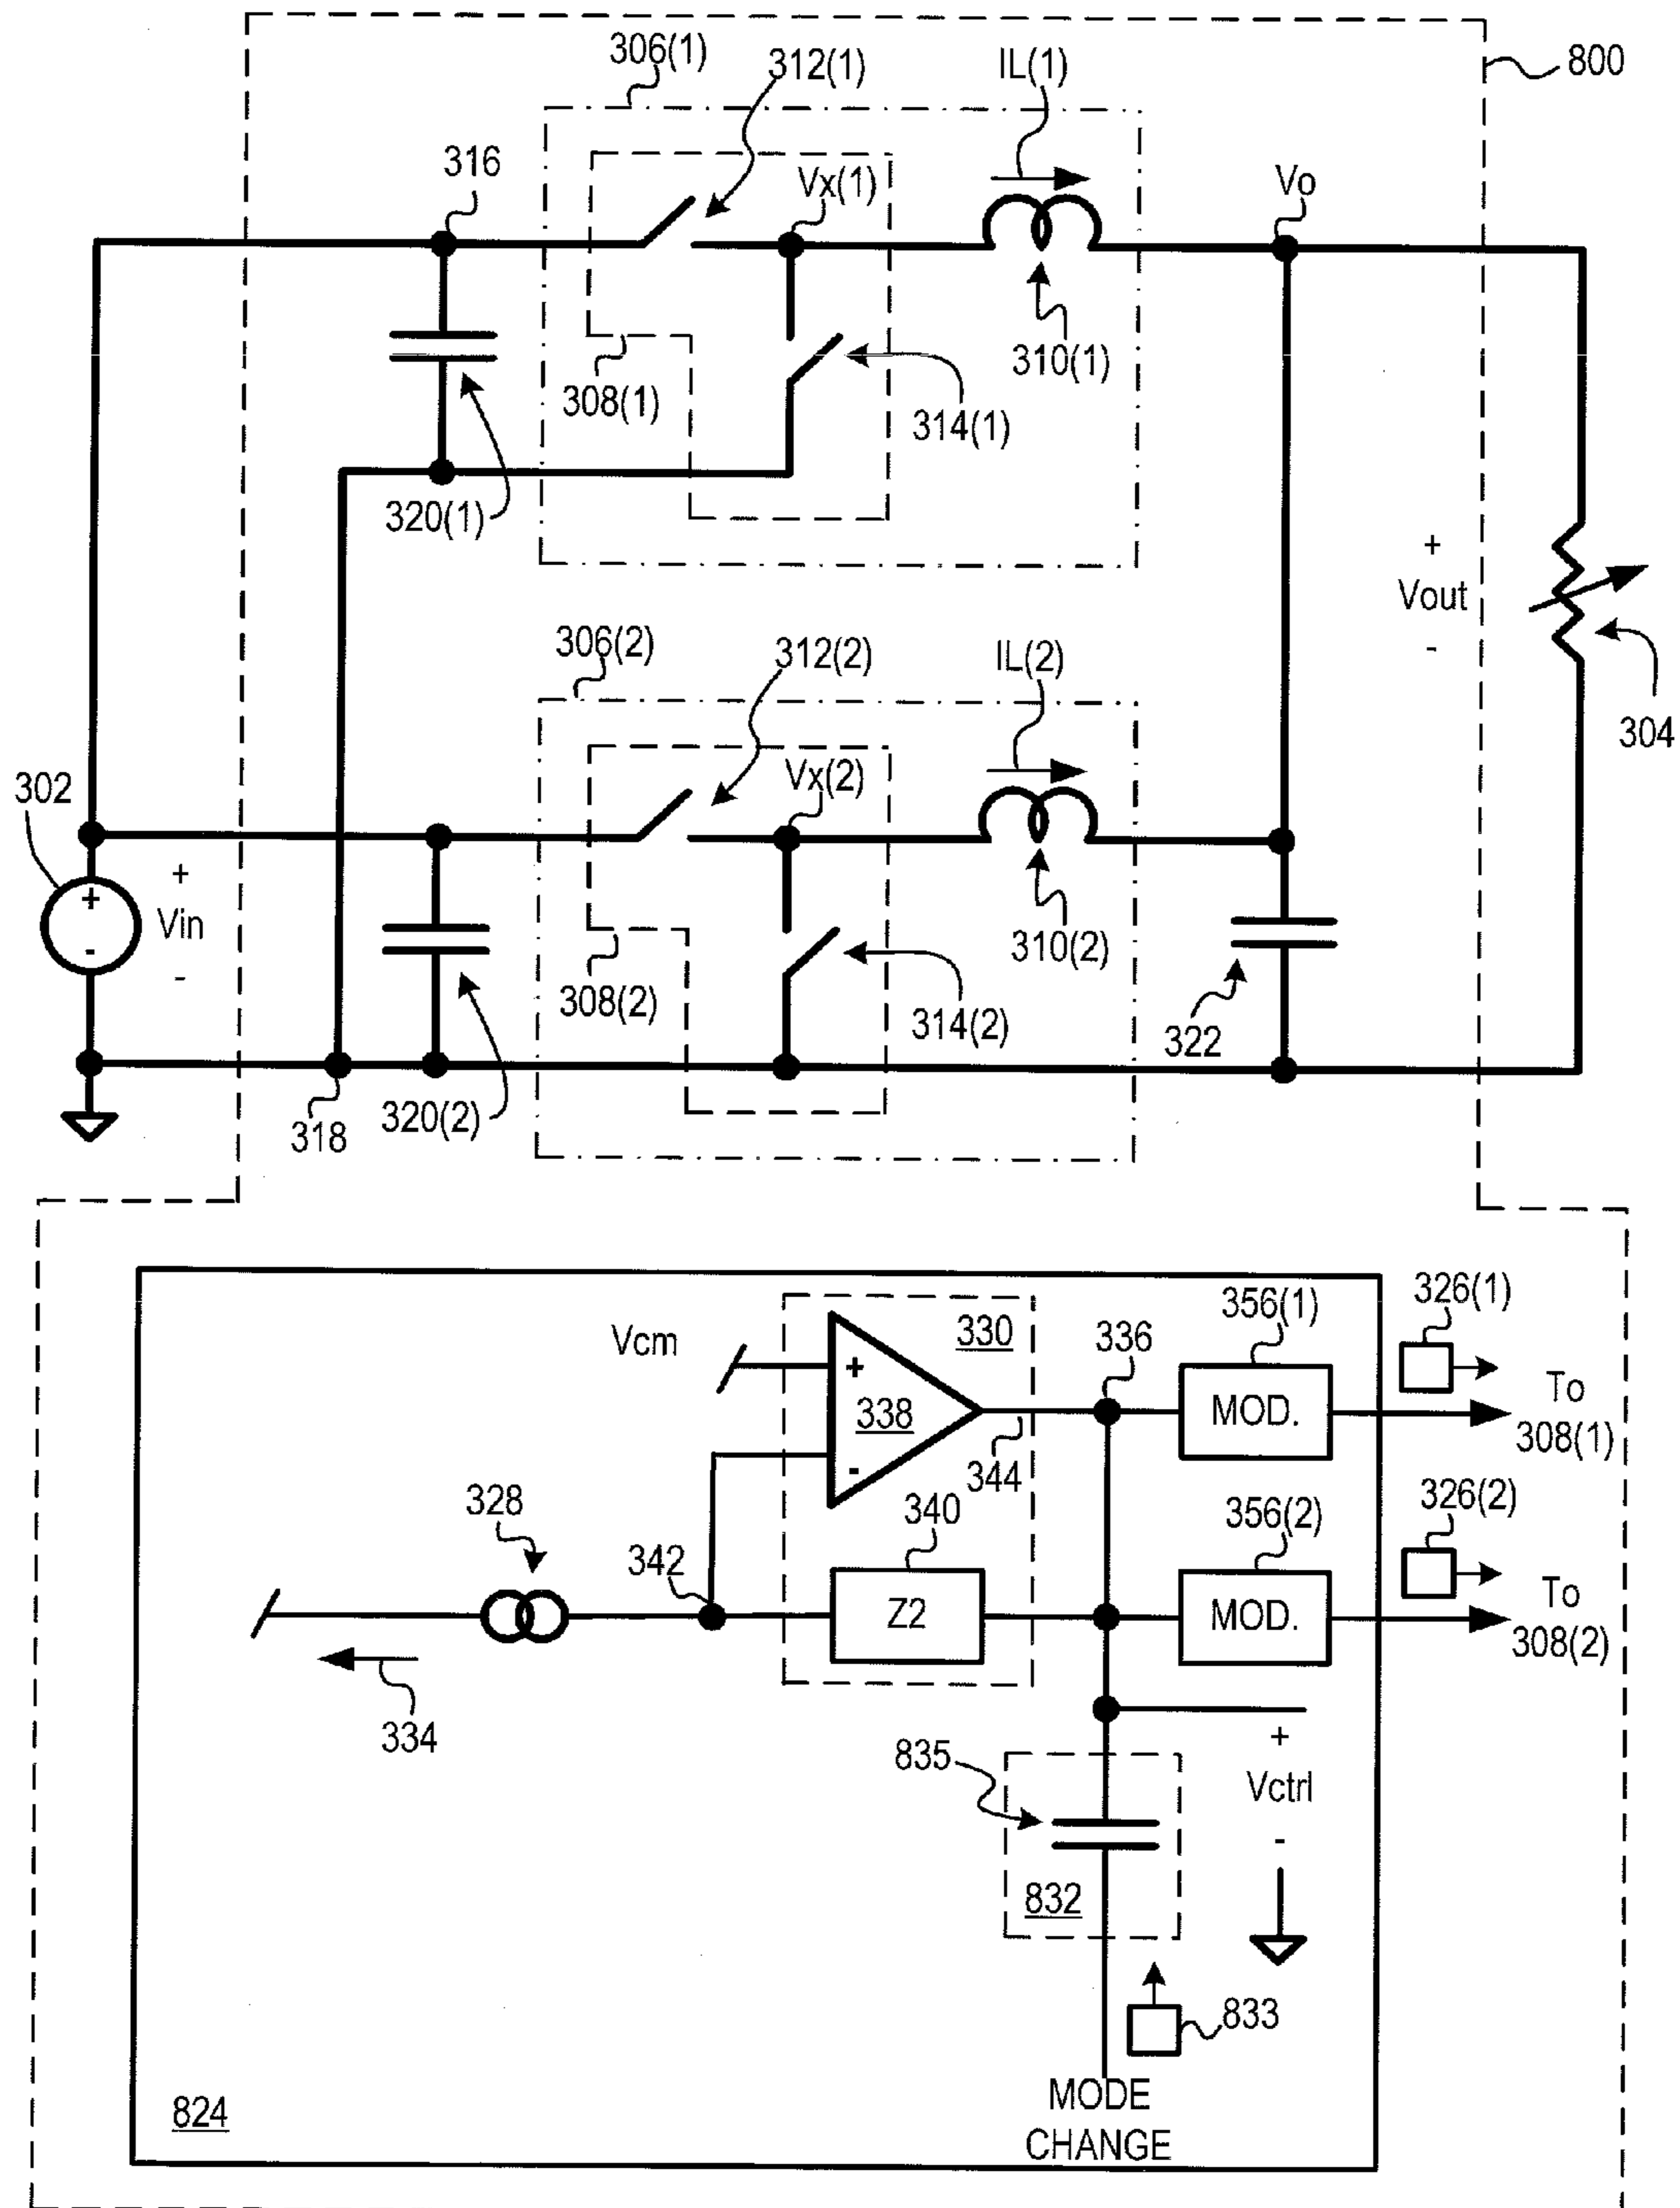 306(1)
312(1)
IL(1)
800
316
Vx(1)
Vo
308(1)
310(1)
314(1)
320(1)
+
Vout
-
306(2)
312(2)
IL(2)
304
302
Vx(2)
+
+
Vin
-
-
308(2)
310(2)
314(2)
322
318
320(2)
326(1)
356(1)
Vcm
330
336
+
338
MOD.
To
308(1)
-
344
326(2)
328
340
356(2)
342
Z2
MOD.
To
308(2)
334
+
835
Vctrl
-
832
833
MODE
CHANGE
824